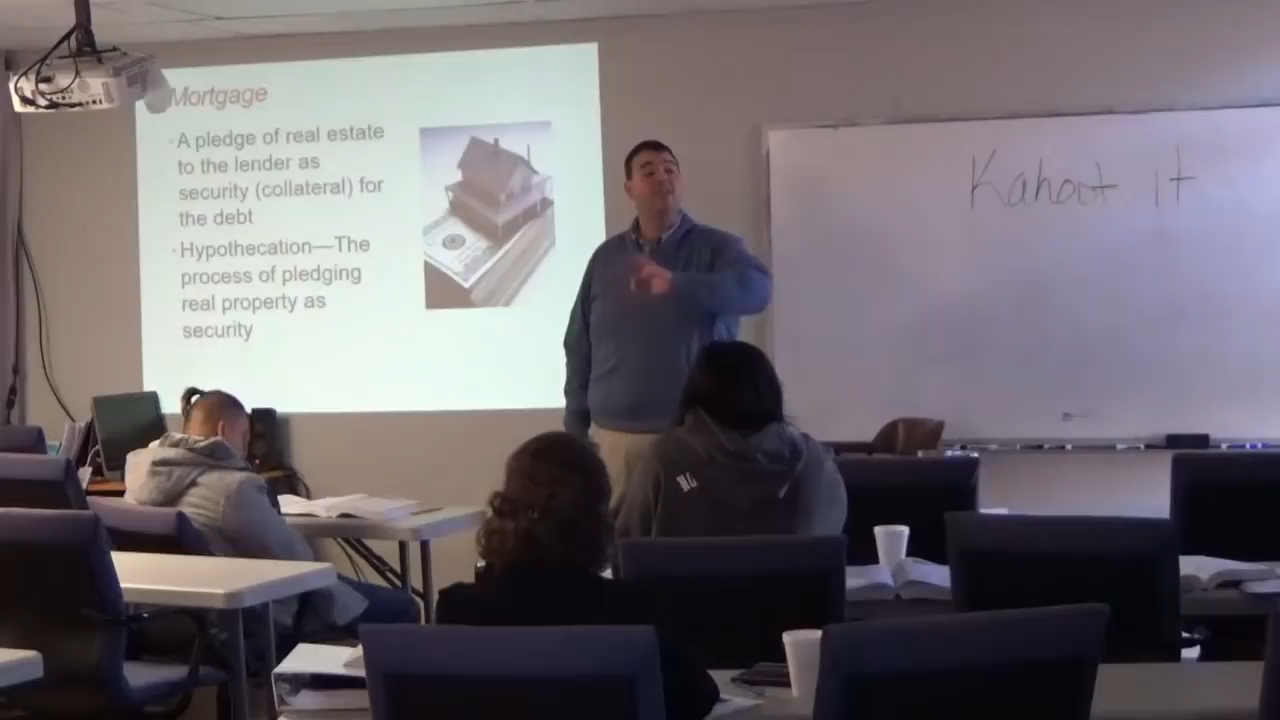 Mortgage
· A pledge of real estate
to the lender as
security (collateral) for
the debt
· Hypothecation—The
process of pledging
real property as
security
Kahoot it
NG